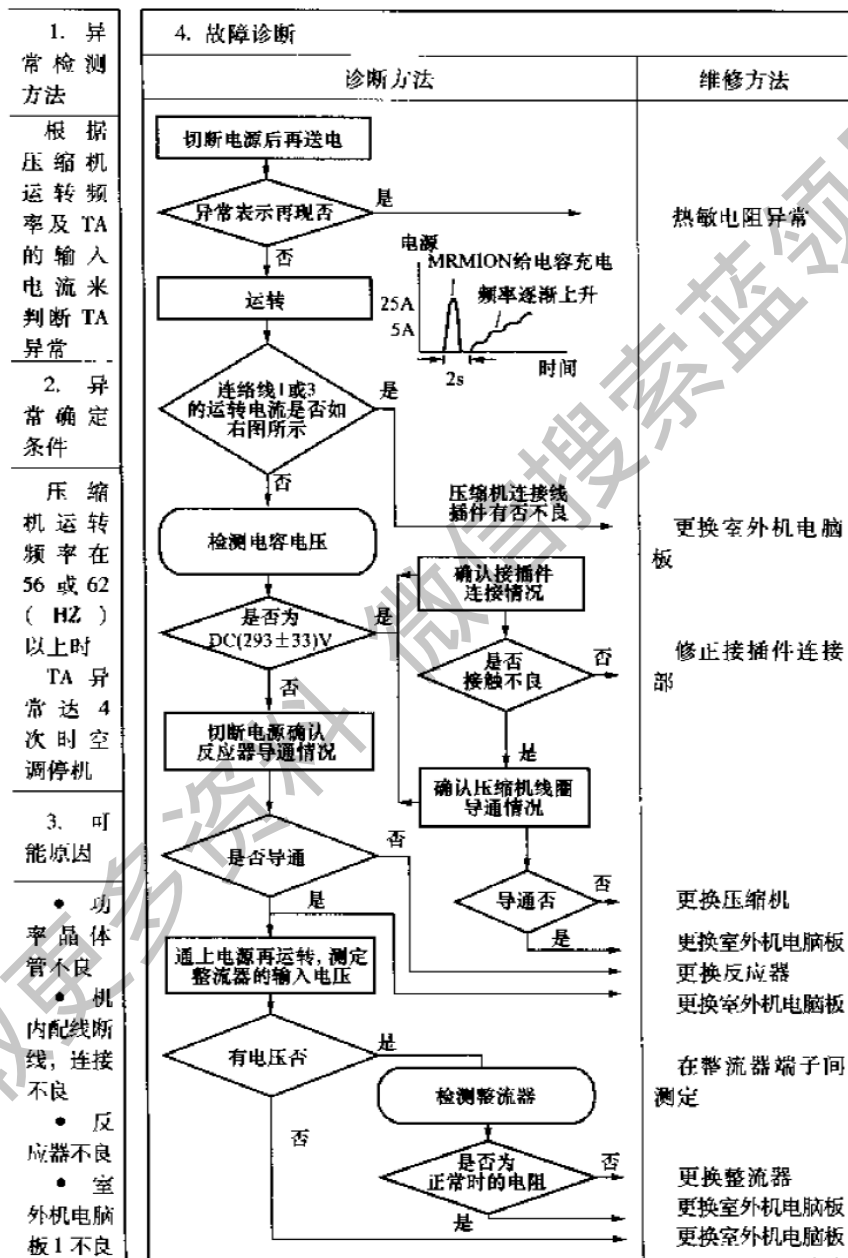 1. 异
常检测
方法
根据
压缩机
运转频
率及 TA
的输入
电流来
判断 TA
异常
2. 异
常确定
条件
压缩
机运转
频率在
56 或 62
( HZ )
以上时
TA 异
常达 4
次时空
调停机
3. 可
能原因
• 功
率晶体
管不良
• 机
内配线断
线，连接
不良
• 反
应器不良
• 室
外机电脑
板 1 不良
4. 故障诊断
诊断方法
维修方法
切断电源后再送电
异常表示再现否
是
热敏电阻异常
否
运转
电源
MRMION给电容充电
25A
频率逐渐上升
5A
2s
时间
连络线1或3
的运转电流是否如
右图所示
是
否
压缩机连接线
插件有否不良
更换室外机电脑
板
检测电容电压
确认接插件
连接情况
是否为
DC(293±33)V
是
否
是否
接触不良
否
修正接插件连接
部
是
切断电源确认
反应器导通情况
确认压缩机线圈
导通情况
是否导通
否
是
导通否
否
更换压缩机
是
更换室外机电脑板
更换反应器
更换室外机电脑板
通上电源再运转，测定
整流器的输入电压
有电压否
是
否
检测整流器
在整流器端子间
测定
是否为
正常时的电阻
否
更换整流器
是
更换室外机电脑板
更换室外机电脑板
微信搜索蓝领
更多资料